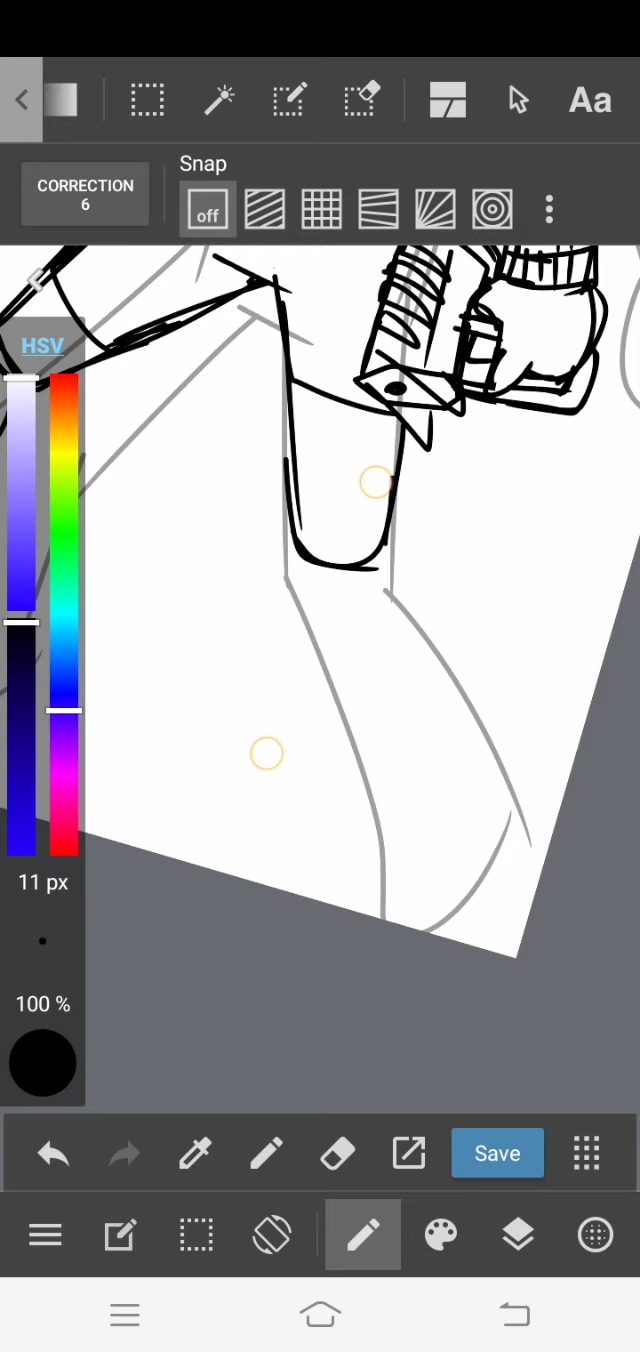 Aa
CORRECTION
6
Snap
off
HSV
11 px
100 %
Save